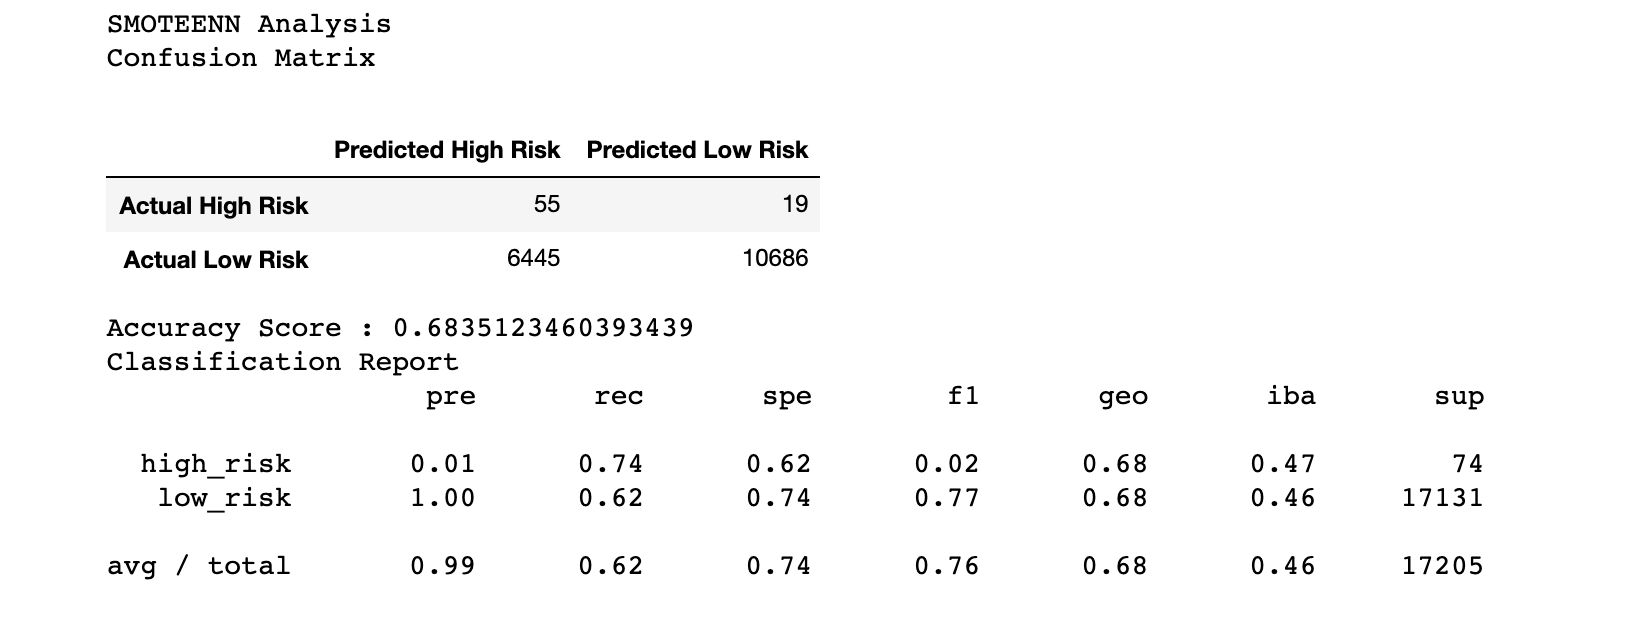 SMOTEENN Analysis
Confusion Matrix
Predicted High Risk Predicted Low Risk
Actual High Risk 55 19
Actual Low Risk 6445 10686
Accuracy Score : 0.6835123460393439
Classification Report
pre rec spe f1 geo iba sup
high_risk 0.01 0.74 0.62 0.02 0.68 0.47 74
low_risk 1.00 0.62 0.74 0.77 0.68 0.46 17131
avg / total 0.99 0.62 0.74 0.76 0.68 0.46 17205